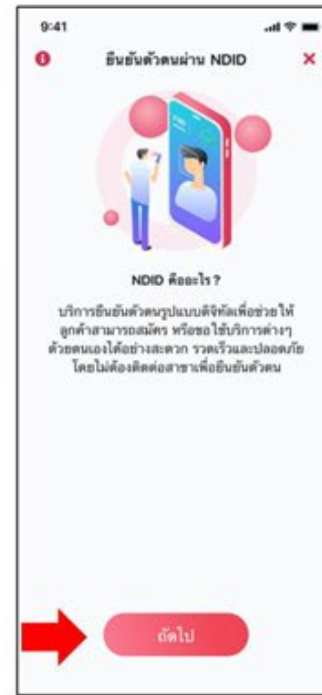 9:41
ยืนยันตัวตนผ่าน NDID
NDID คืออะไร?
บริการยืนยันตัวตนรูปแบบดิจิทัลเพื่อช่วยให้
ลูกค้าสามารถสมัคร หรือขอใช้บริการต่างๆ
ด้วยตนเองได้อย่างสะดวก รวดเร็วและปลอดภัย
โดยไม่ต้องติดต่อสาขาเพื่อยืนยันตัวตน
ถัดไป